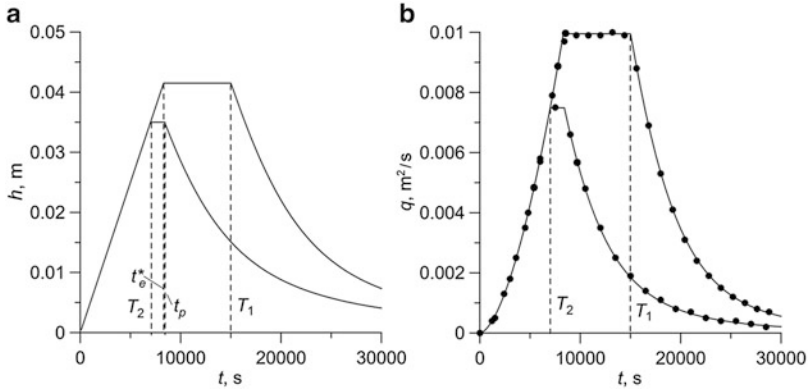 a
b
0.05
0.04
0.03
0.02
0.01
0
h, m
t*e
T2
tp
T1
0 10000 20000 30000
t, s
0.01
0.008
0.006
0.004
0.002
0
q, m²/s
T2
T1
0 10000 20000 30000
t, s